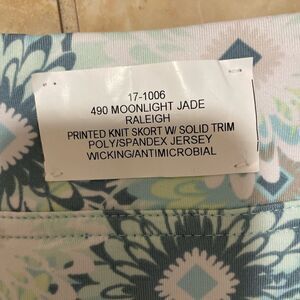 17-1006
490 MOONLIGHT JADE
RALEIGH
PRINTED KNIT SKORT W/ SOLID TRIM
POLY/SPANDEX JERSEY
WICKING/ANTIMICROBIAL